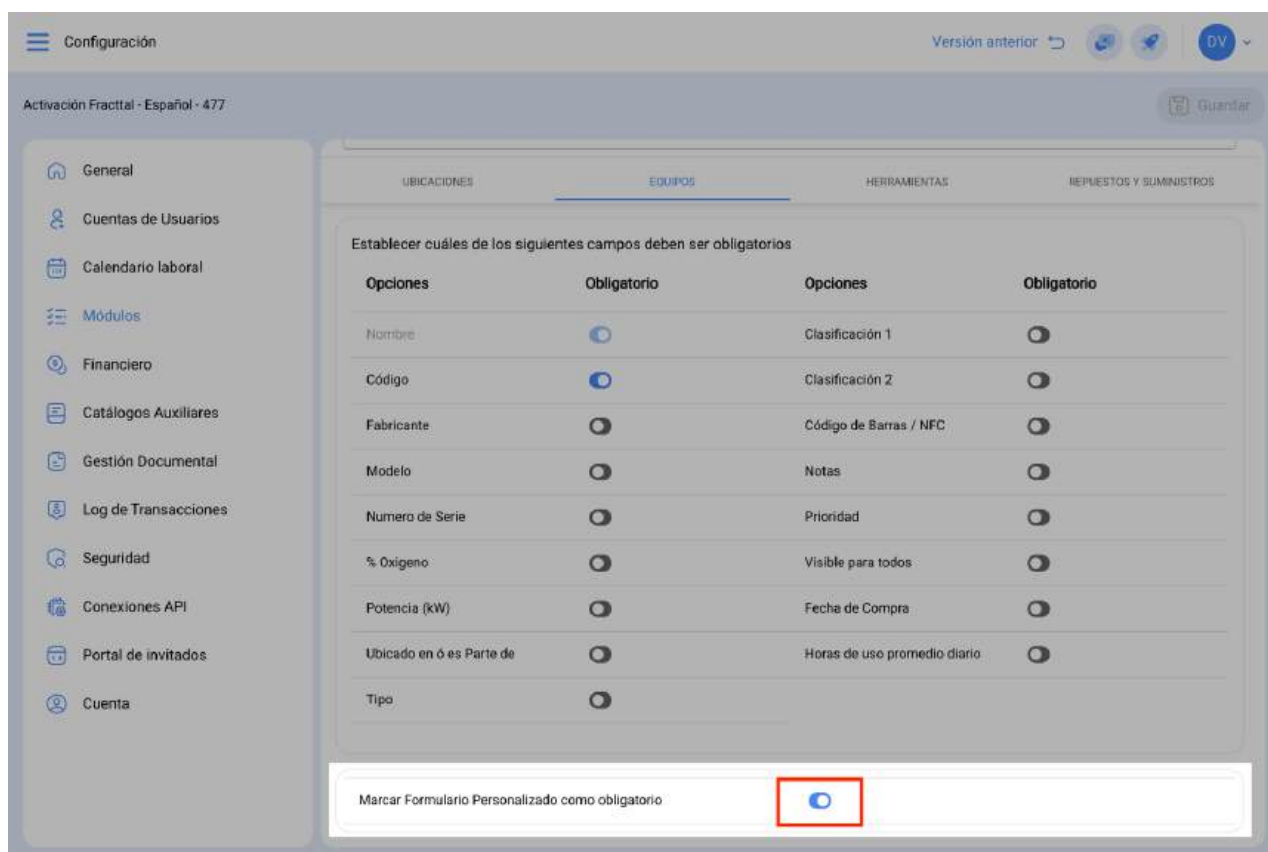 Configuración
Versión anterior
DV
Activación Fracttal - Español - 477
Guardar
General
Cuentas de Usuarios
Calendario laboral
Módulos
Financiero
Catálogos Auxiliares
Gestión Documental
Log de Transacciones
Seguridad
Conexiones API
Portal de invitados
Cuenta
UBICACIONES EQUIPOS HERRAMIENTAS REPUESTOS Y SUMINISTROS
Establecer cuáles de los siguientes campos deben ser obligatorios
Opciones Obligatorio Opciones Obligatorio
Nombre Clasificación 1
Código Clasificación 2
Fabricante Código de Barras / NFC
Modelo Notas
Numero de Serie Prioridad
% Oxigeno Visible para todos
Potencia (kW) Fecha de Compra
Ubicado en ó es Parte de Horas de uso promedio diario
Tipo
Marcar Formulario Personalizado como obligatorio